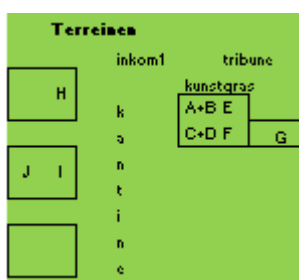 Terreinen
inkom1 tribune
kunstgras
H
A+B E
k
C+D F G
a
n
J I t
i
n
e